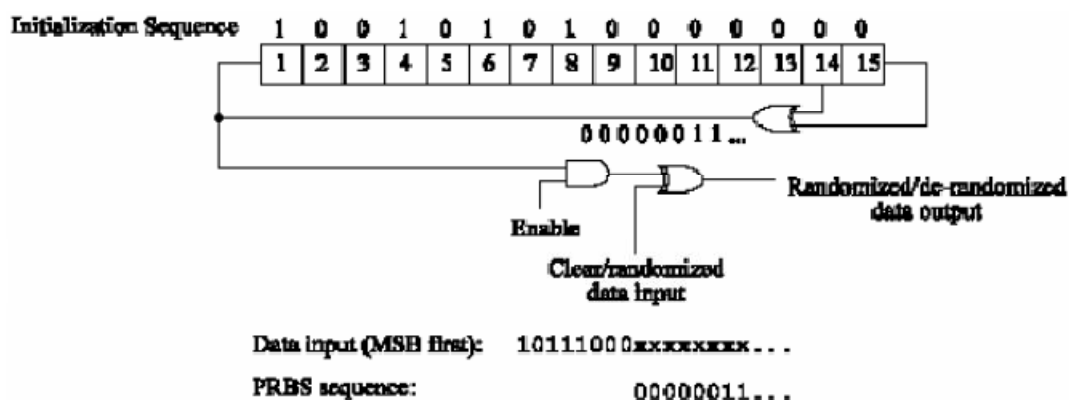 Initialization Sequence 1 0 0 1 0 1 0 1 0 0 0 0 0 0 0
1 2 3 4 5 6 7 8 9 10 11 12 13 14 15
0 0 0 0 0 0 1 1 ...
Enable
Randomized/de-randomized
data output
Clear/randomized
data input
Data input (MSB first): 10111000xxxxxxxx...
PRBS sequence: 00000011...